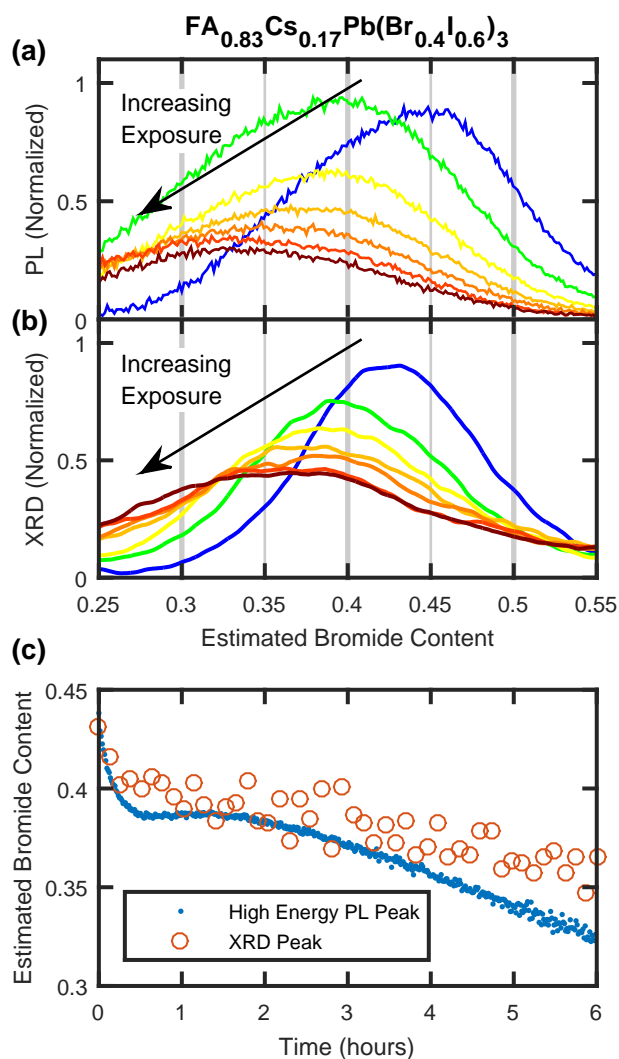 FA0.83Cs0.17Pb(Br0.4I0.6)3
(a)
1
Increasing
Exposure
0.5
PL (Normalized)
0
(b)
1
Increasing
Exposure
0.5
XRD (Normalized)
0
0.25 0.3 0.35 0.4 0.45 0.5 0.55
Estimated Bromide Content
(c)
0.45
0.4
0.35
0.3
Estimated Bromide Content
High Energy PL Peak
XRD Peak
0 1 2 3 4 5 6
Time (hours)